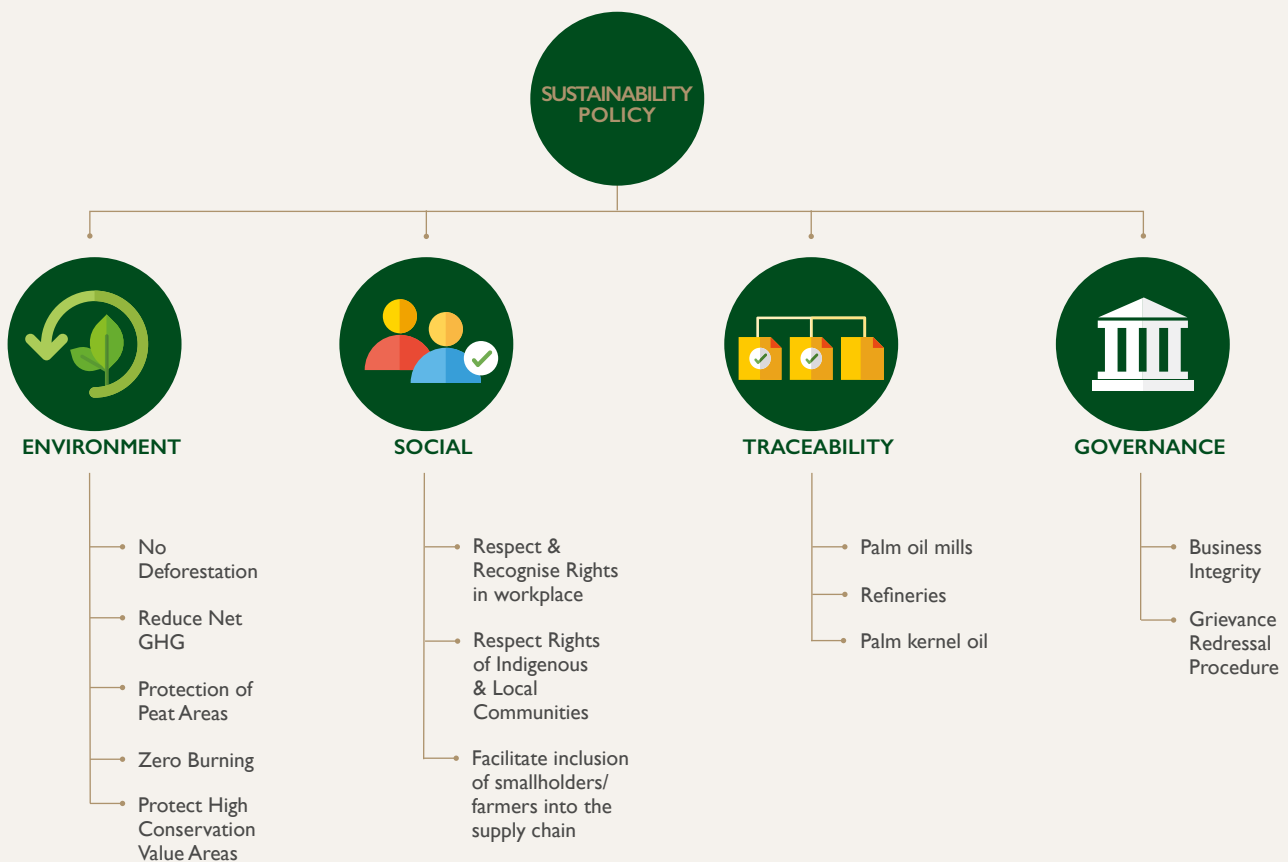 SUSTAINABILITY
POLICY
ENVIRONMENT
No
Deforestation
Reduce Net
GHG
Protection of
Peat Areas
Zero Burning
Protect High
Conservation
Value Areas
SOCIAL
Respect &
Recognise Rights
in workplace
Respect Rights
of Indigenous
& Local
Communities
Facilitate inclusion
of smallholders/
farmers into the
supply chain
TRACEABILITY
Palm oil mills
Refineries
Palm kernel oil
GOVERNANCE
Business
Integrity
Grievance
Redressal
Procedure